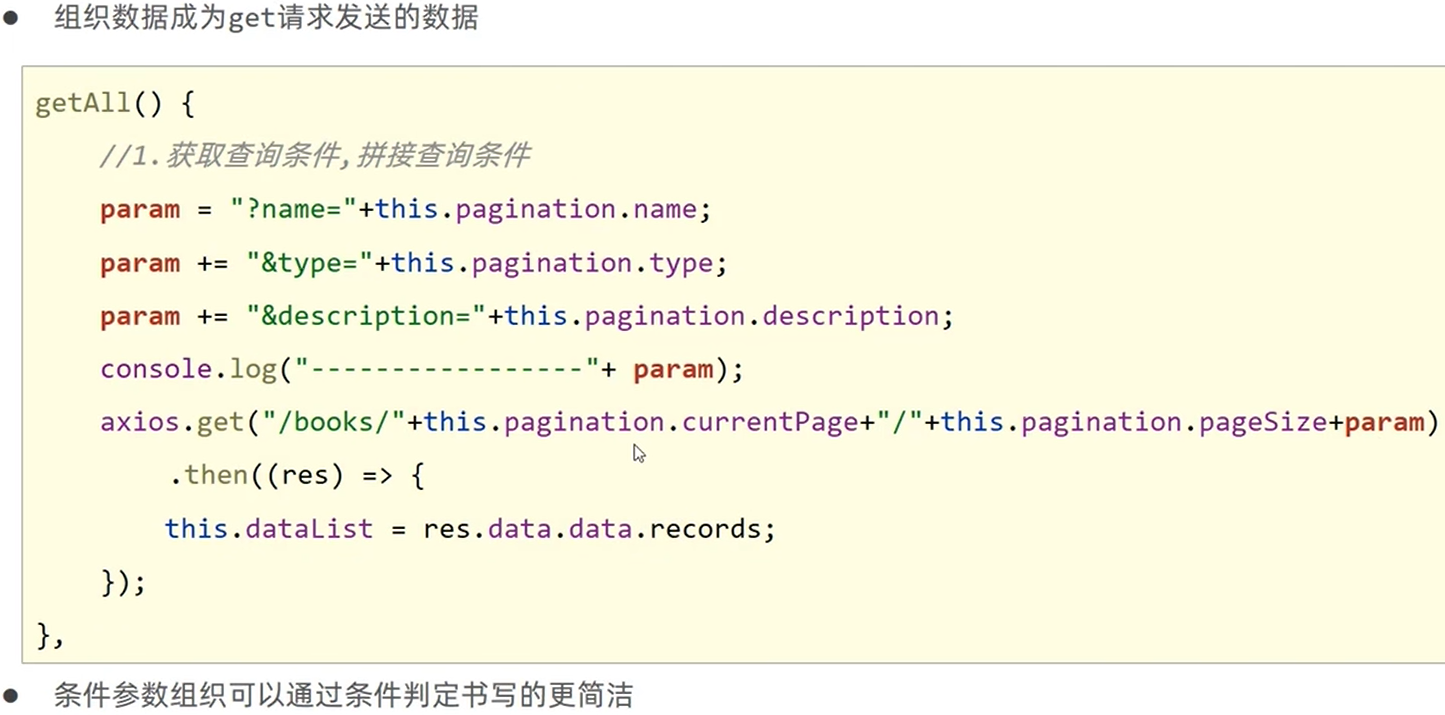 ● 组织数据成为get请求发送的数据
getAll() {
    //1.获取查询条件,拼接查询条件
    param = "?name="+this.pagination.name;
    param += "&type="+this.pagination.type;
    param += "&description="+this.pagination.description;
    console.log("-----------------"+ param);
    axios.get("/books/"+this.pagination.currentPage+"/"+this.pagination.pageSize+param)
        .then((res) => {
        this.dataList = res.data.data.records;
    });
},
● 条件参数组织可以通过条件判定书写的更简洁